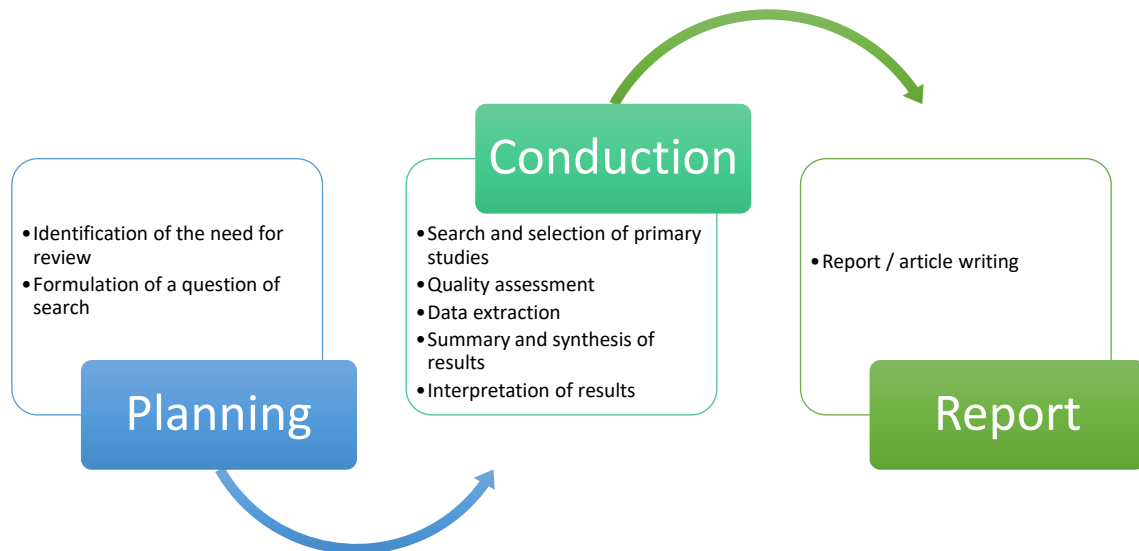 •Identification of the need for
review
•Formulation of a question of
search
Planning
Conduction
•Search and selection of primary
studies
•Quality assessment
•Data extraction
•Summary and synthesis of
results
•Interpretation of results
•Report / article writing
Report